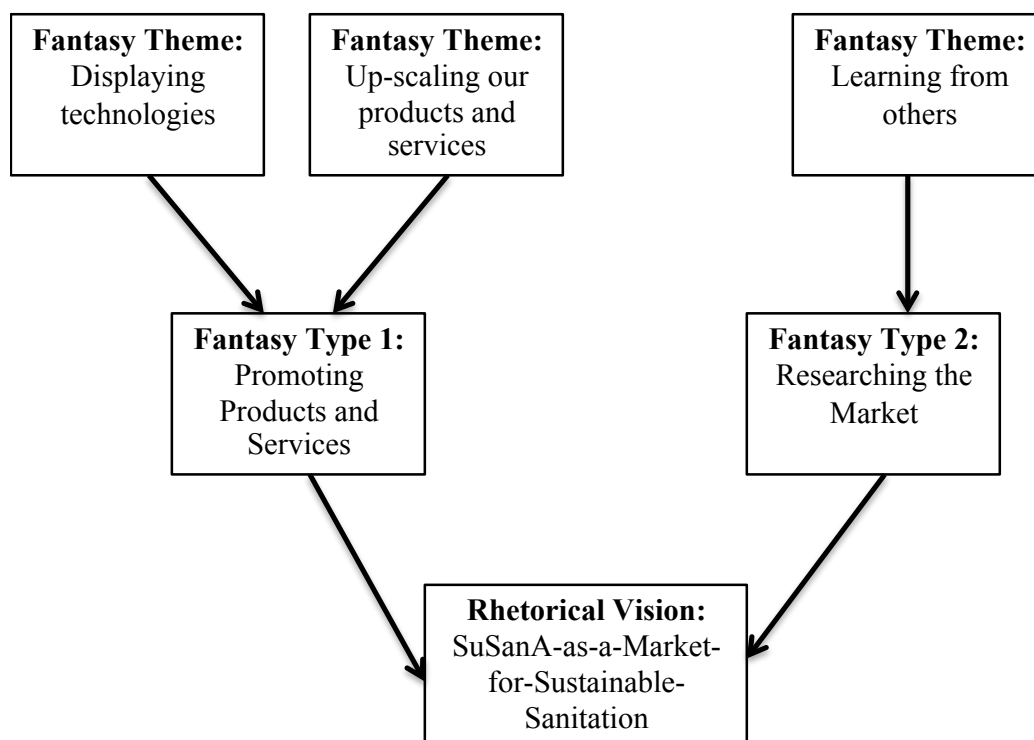 Fantasy Theme:
Displaying
technologies
Fantasy Theme:
Up-scaling our
products and
services
Fantasy Theme:
Learning from
others
Fantasy Type 1:
Promoting
Products and
Services
Fantasy Type 2:
Researching the
Market
Rhetorical Vision:
SuSanA-as-a-Market-
for-Sustainable-
Sanitation